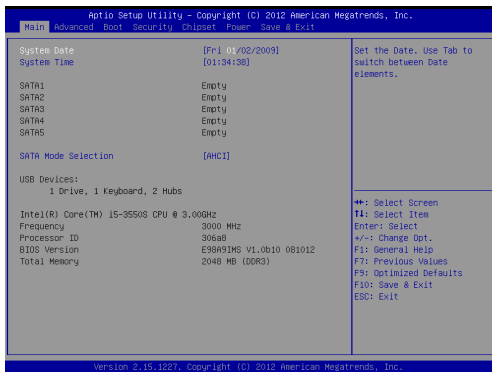 Aptio Setup Utility – Copyright (C) 2012 American Megatrends, Inc.
Main Advanced Boot Security Chipset Power Save & Exit
System Date [Fri 01/02/2009]
System Time [01:34:38]
SATA1 Empty
SATA2 Empty
SATA3 Empty
SATA4 Empty
SATA5 Empty
SATA Mode Selection [AHCI]
USB Devices:
1 Drive, 1 Keyboard, 2 Hubs
Intel(R) Core(TM) i5-3550S CPU @ 3.00GHz
Frequency 3000 MHz
Processor ID 306a8
BIOS Version E98A9IMS V1.0b10 081012
Total Memory 2048 MB (DDR3)
Set the Date. Use Tab to
switch between Date
elements.
→←: Select Screen
↑↓: Select Item
Enter: Select
+/-: Change Opt.
F1: General Help
F7: Previous Values
F9: Optimized Defaults
F10: Save & Exit
ESC: Exit
Version 2.15.1227. Copyright (C) 2012 American Megatrends, Inc.